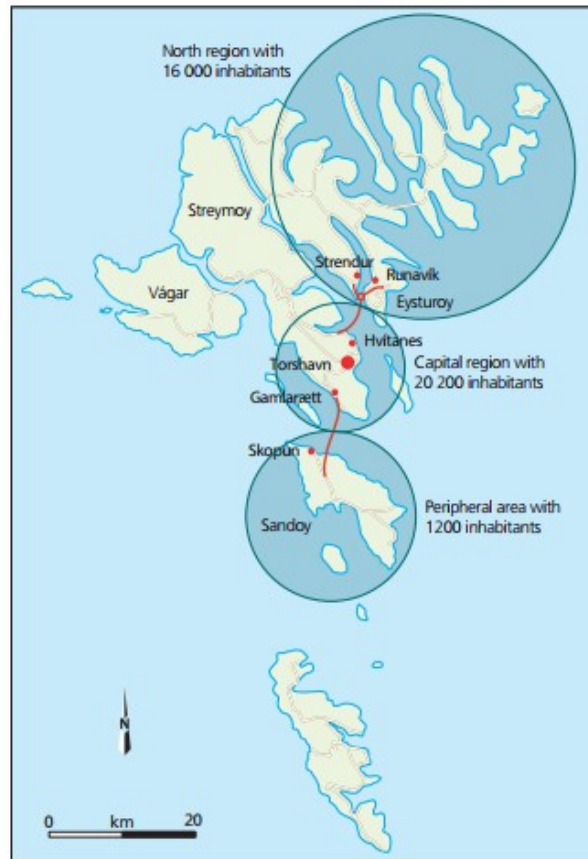 North region with
16 000 inhabitants
Streymoy
Strendur
Runavík
Vágar
Eysturoy
Hvítanes
Torshavn
Capital region with
20 200 inhabitants
Gamlarætt
Skopun
Peripheral area with
1200 inhabitants
Sandoy
N
0 km 20